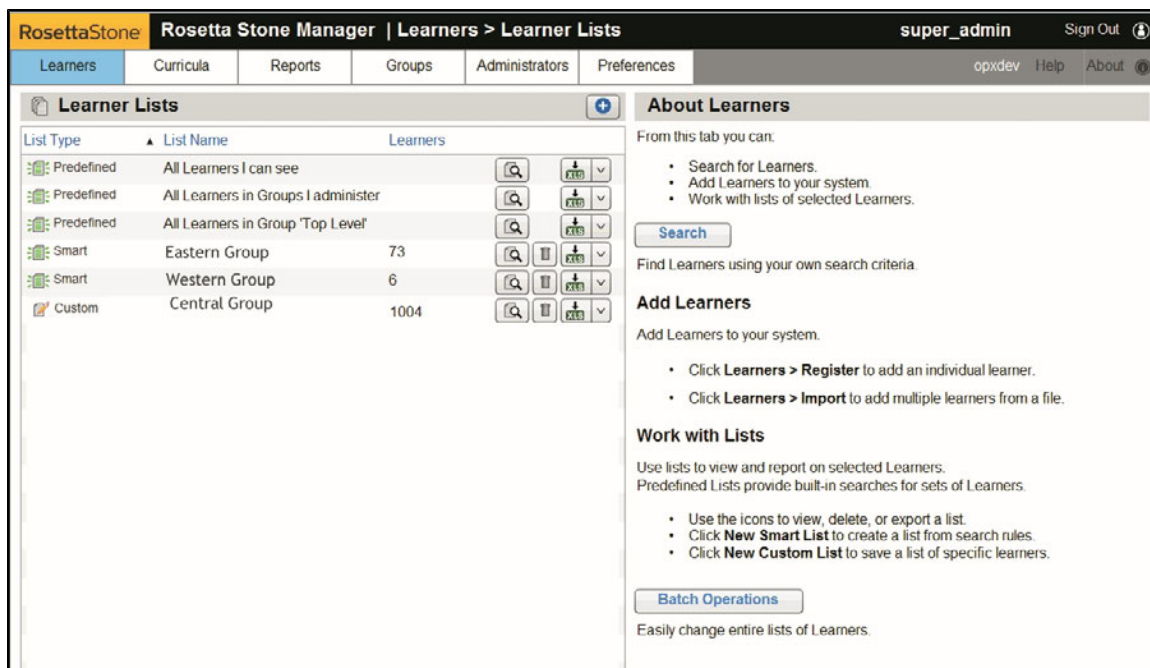 RosettaStone Rosetta Stone Manager | Learners > Learner Lists super_admin Sign Out
Learners Curricula Reports Groups Administrators Preferences opxdev Help About
Learner Lists
List Type List Name Learners
Predefined All Learners I can see XLS
Predefined All Learners in Groups I administer XLS
Predefined All Learners in Group 'Top Level' XLS
Smart Eastern Group 73 XLS
Smart Western Group 6 XLS
Custom Central Group 1004 XLS
About Learners
From this tab you can:
• Search for Learners.
• Add Learners to your system.
• Work with lists of selected Learners.
Search
Find Learners using your own search criteria.
Add Learners
Add Learners to your system.
• Click Learners > Register to add an individual learner.
• Click Learners > Import to add multiple learners from a file.
Work with Lists
Use lists to view and report on selected Learners.
Predefined Lists provide built-in searches for sets of Learners.
• Use the icons to view, delete, or export a list.
• Click New Smart List to create a list from search rules.
• Click New Custom List to save a list of specific learners.
Batch Operations
Easily change entire lists of Learners.